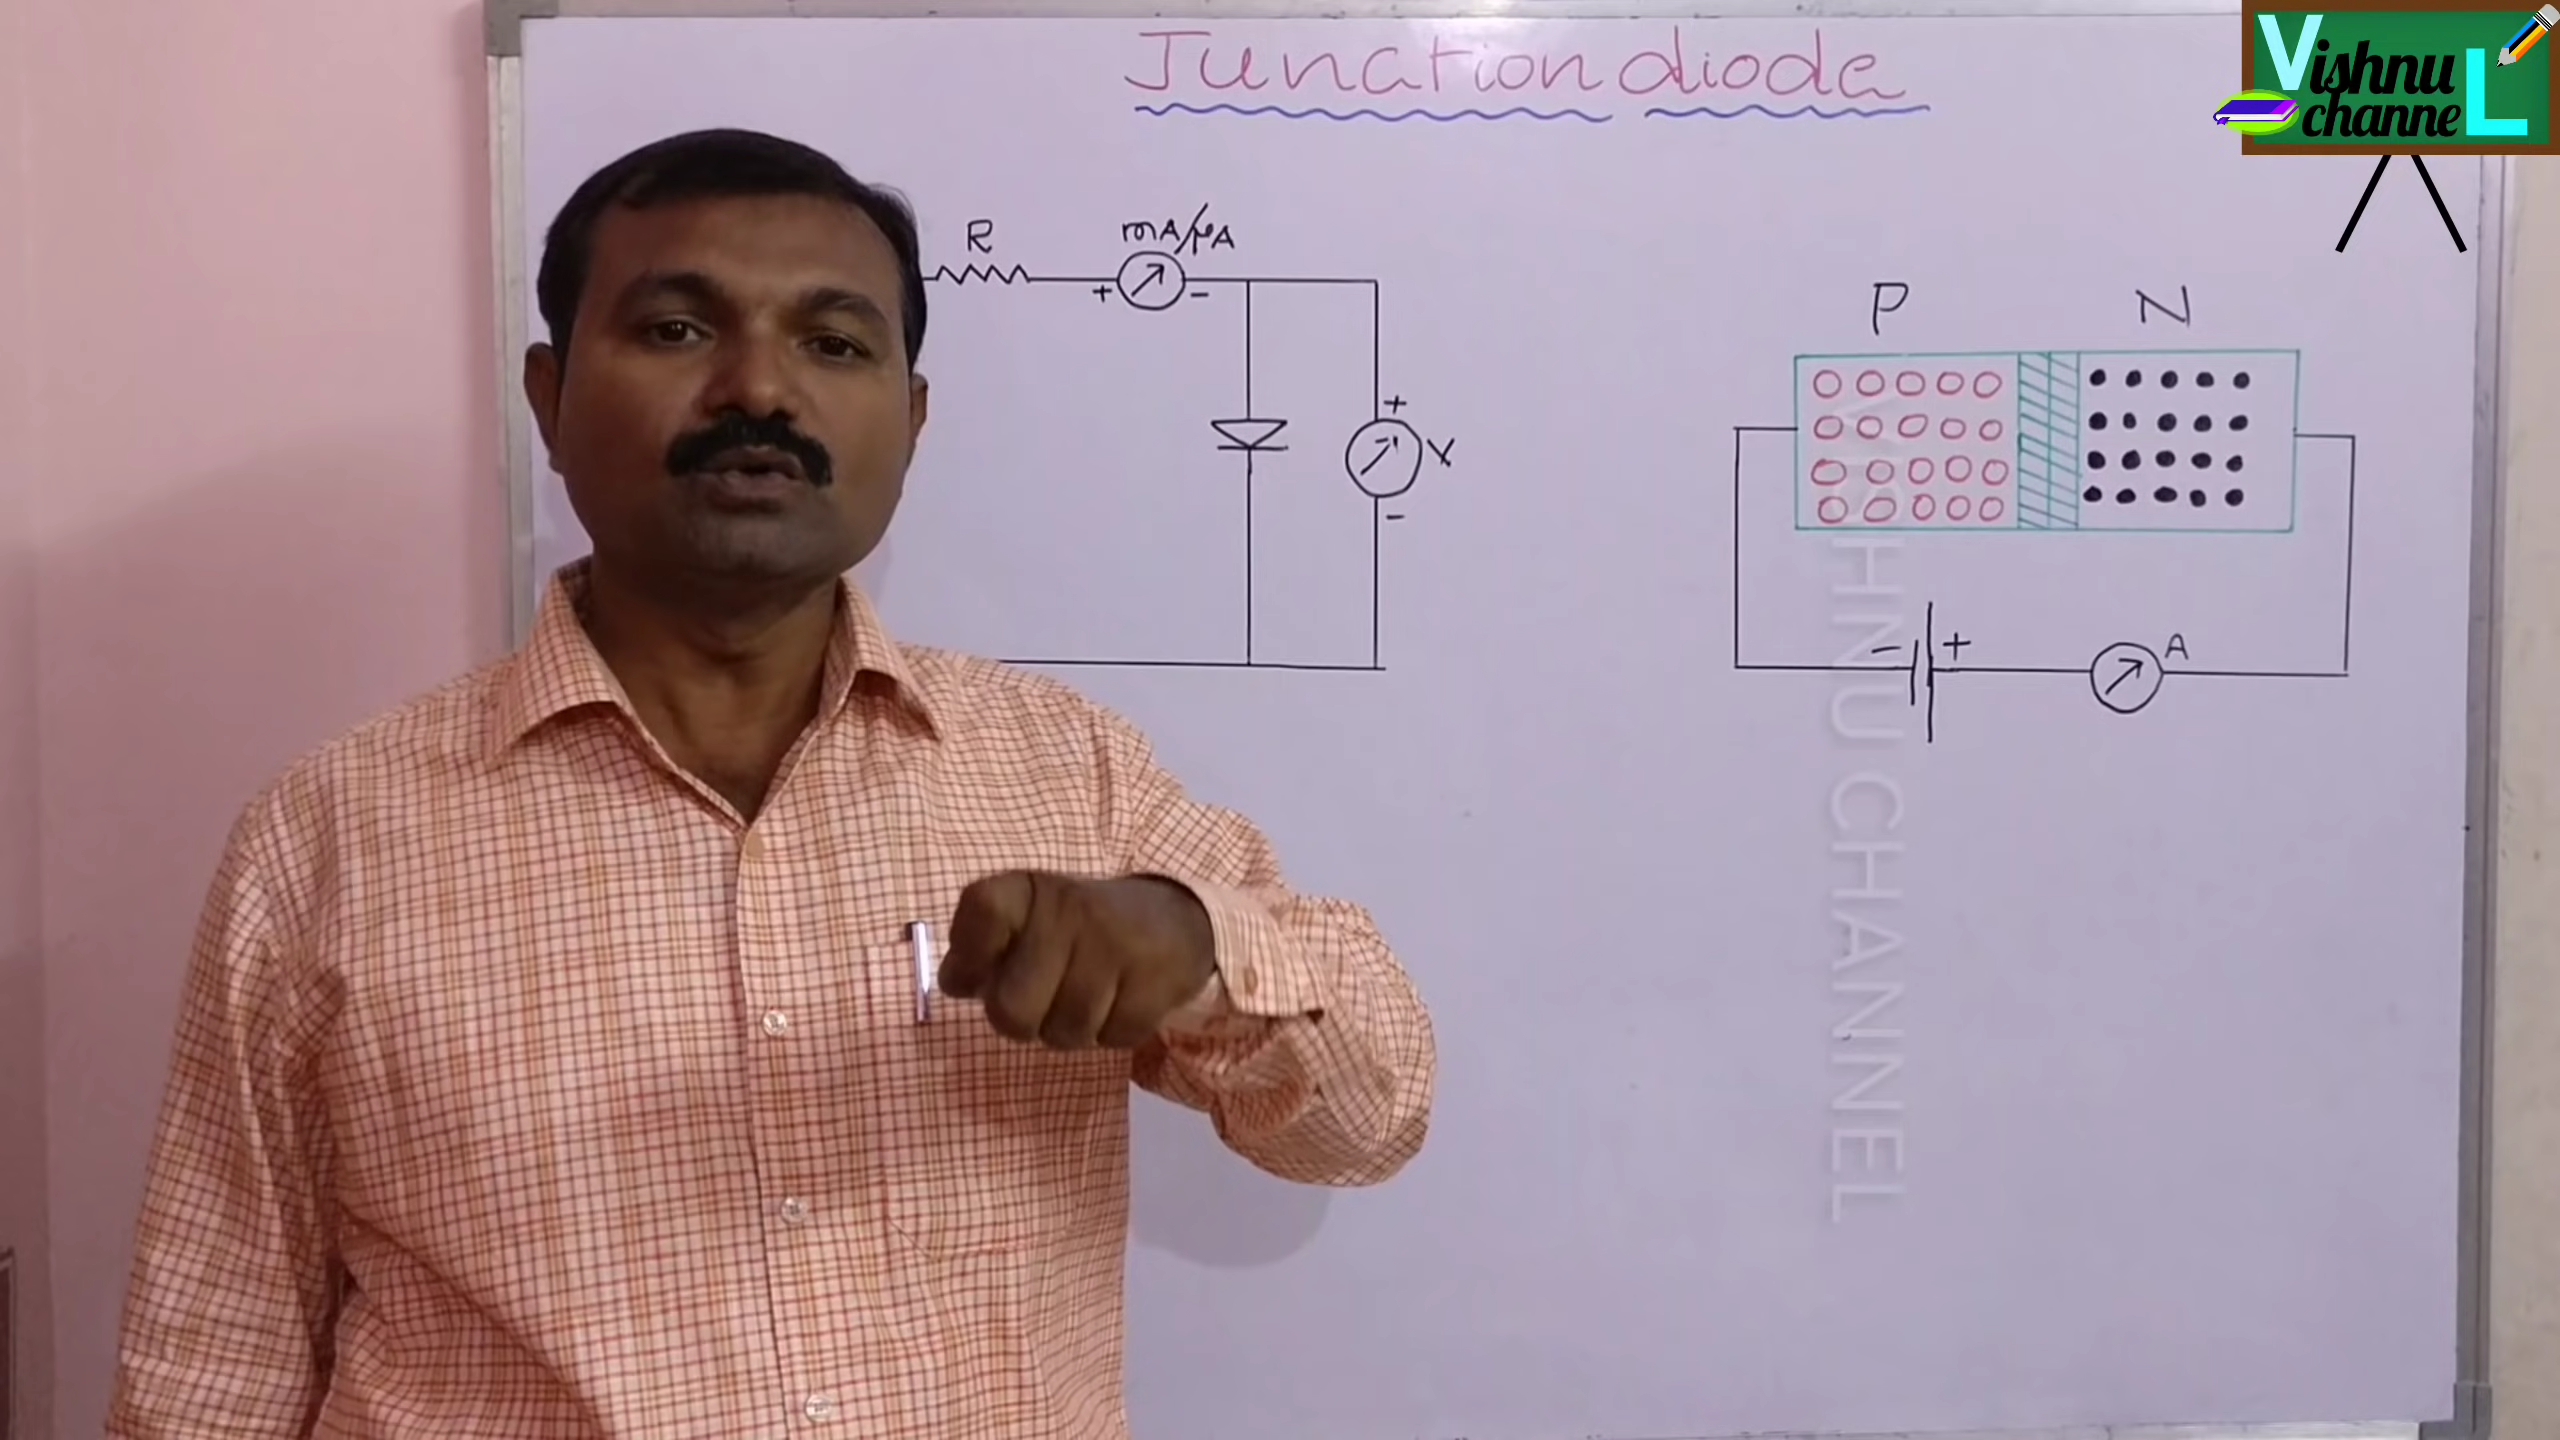 Junction diode
Vishnu
channeL
R
mA/μA
+
-
+
V
-
P
N
-
+
A
VISHNU CHANNEL